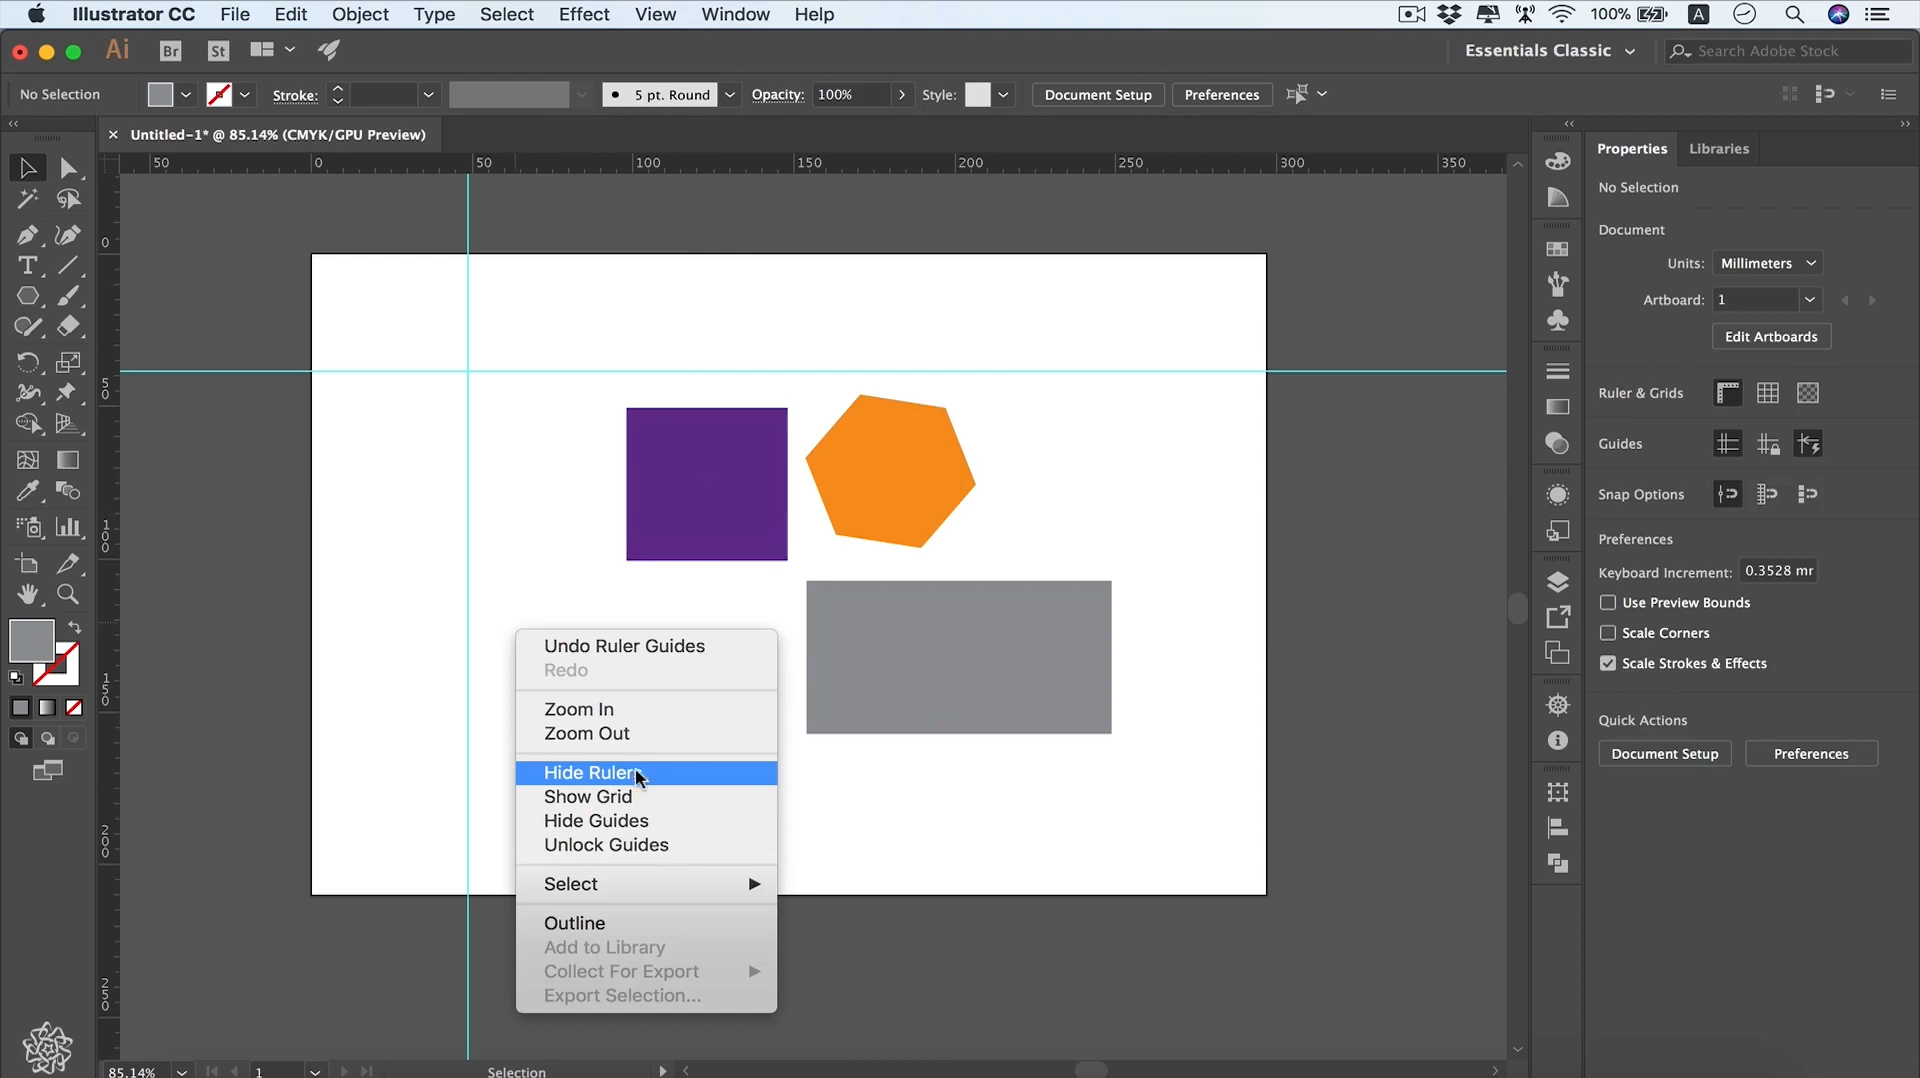 Illustrator CC File Edit Object Type Select Effect View Window Help 100% A
Ai Br St Essentials Classic Search Adobe Stock
No Selection Stroke: 5 pt. Round Opacity: 100% Style: Document Setup Preferences
Untitled-1* @ 85.14% (CMYK/GPU Preview)
50 0 50 100 150 200 250 300 350
0
50
100
150
200
250
Properties Libraries
No Selection
Document
Units: Millimeters
Artboard: 1
Edit Artboards
Ruler & Grids
Guides
Snap Options
Preferences
Keyboard Increment: 0.3528 mr
Use Preview Bounds
Scale Corners
Scale Strokes & Effects
Quick Actions
Document Setup Preferences
Undo Ruler Guides
Redo
Zoom In
Zoom Out
Hide Rulers
Show Grid
Hide Guides
Unlock Guides
Select
Outline
Add to Library
Collect For Export
Export Selection...
85.14% 1 Selection